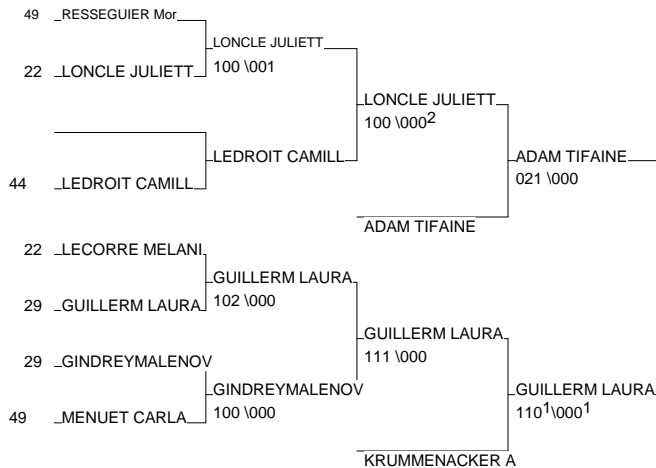 49 RESSEGUIER Mor
LONCLE JULIETT
100 \001
22 LONCLE JULIETT
LONCLE JULIETT
100 \000²
LEDROIT CAMILL
ADAM TIFAINE
021 \000
44 LEDROIT CAMILL
ADAM TIFAINE
22 LECORRE MELANI
GUILLERM LAURA
102 \000
29 GUILLERM LAURA
GUILLERM LAURA
111 \000
29 GINDREYMALENOV
GINDREYMALENOV
100 \000
GUILLERM LAURA
110¹\000¹
49 MENUET CARLA
KRUMMENACKER A